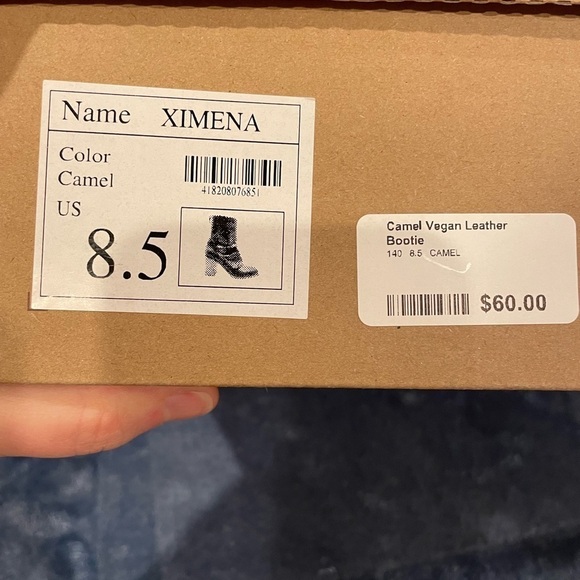 Name XIMENA
Color
Camel
418208076851
US
8.5
Camel Vegan Leather
Bootie
140 8.5 CAMEL
$60.00